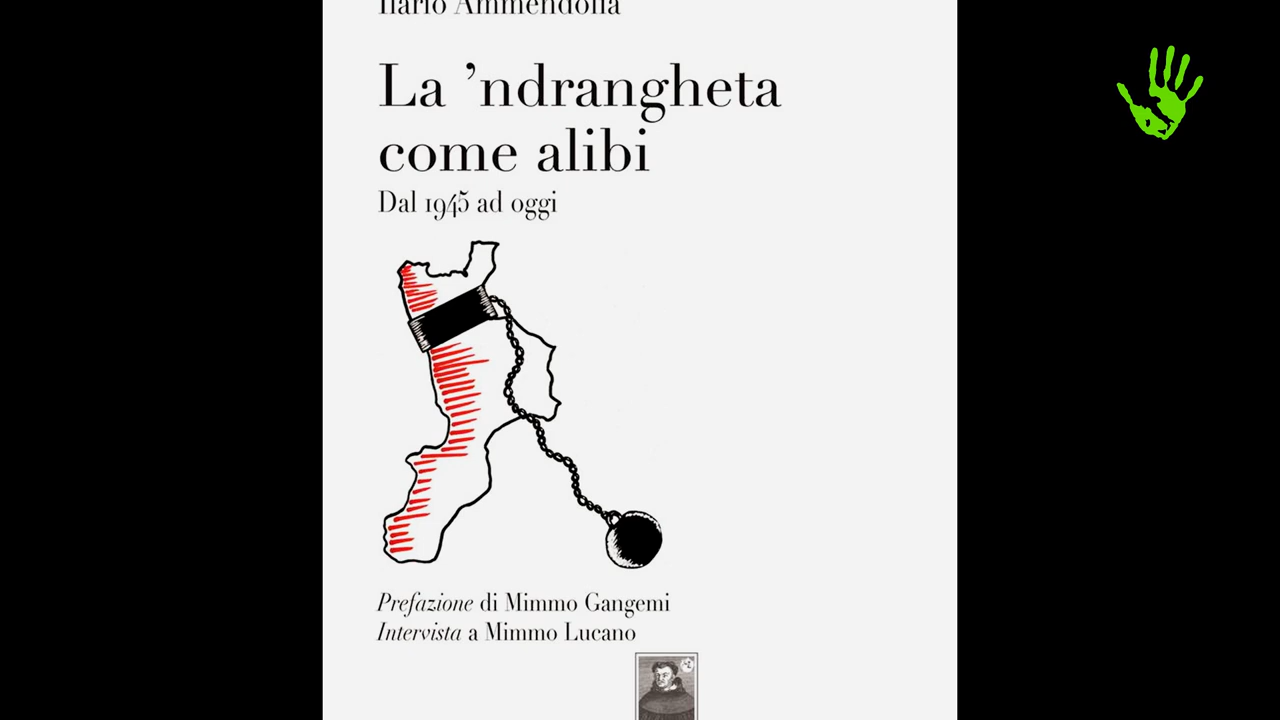 Ilario Ammendolia
La ’ndrangheta
come alibi
Dal 1945 ad oggi
Prefazione di Mimmo Gangemi
Intervista a Mimmo Lucano